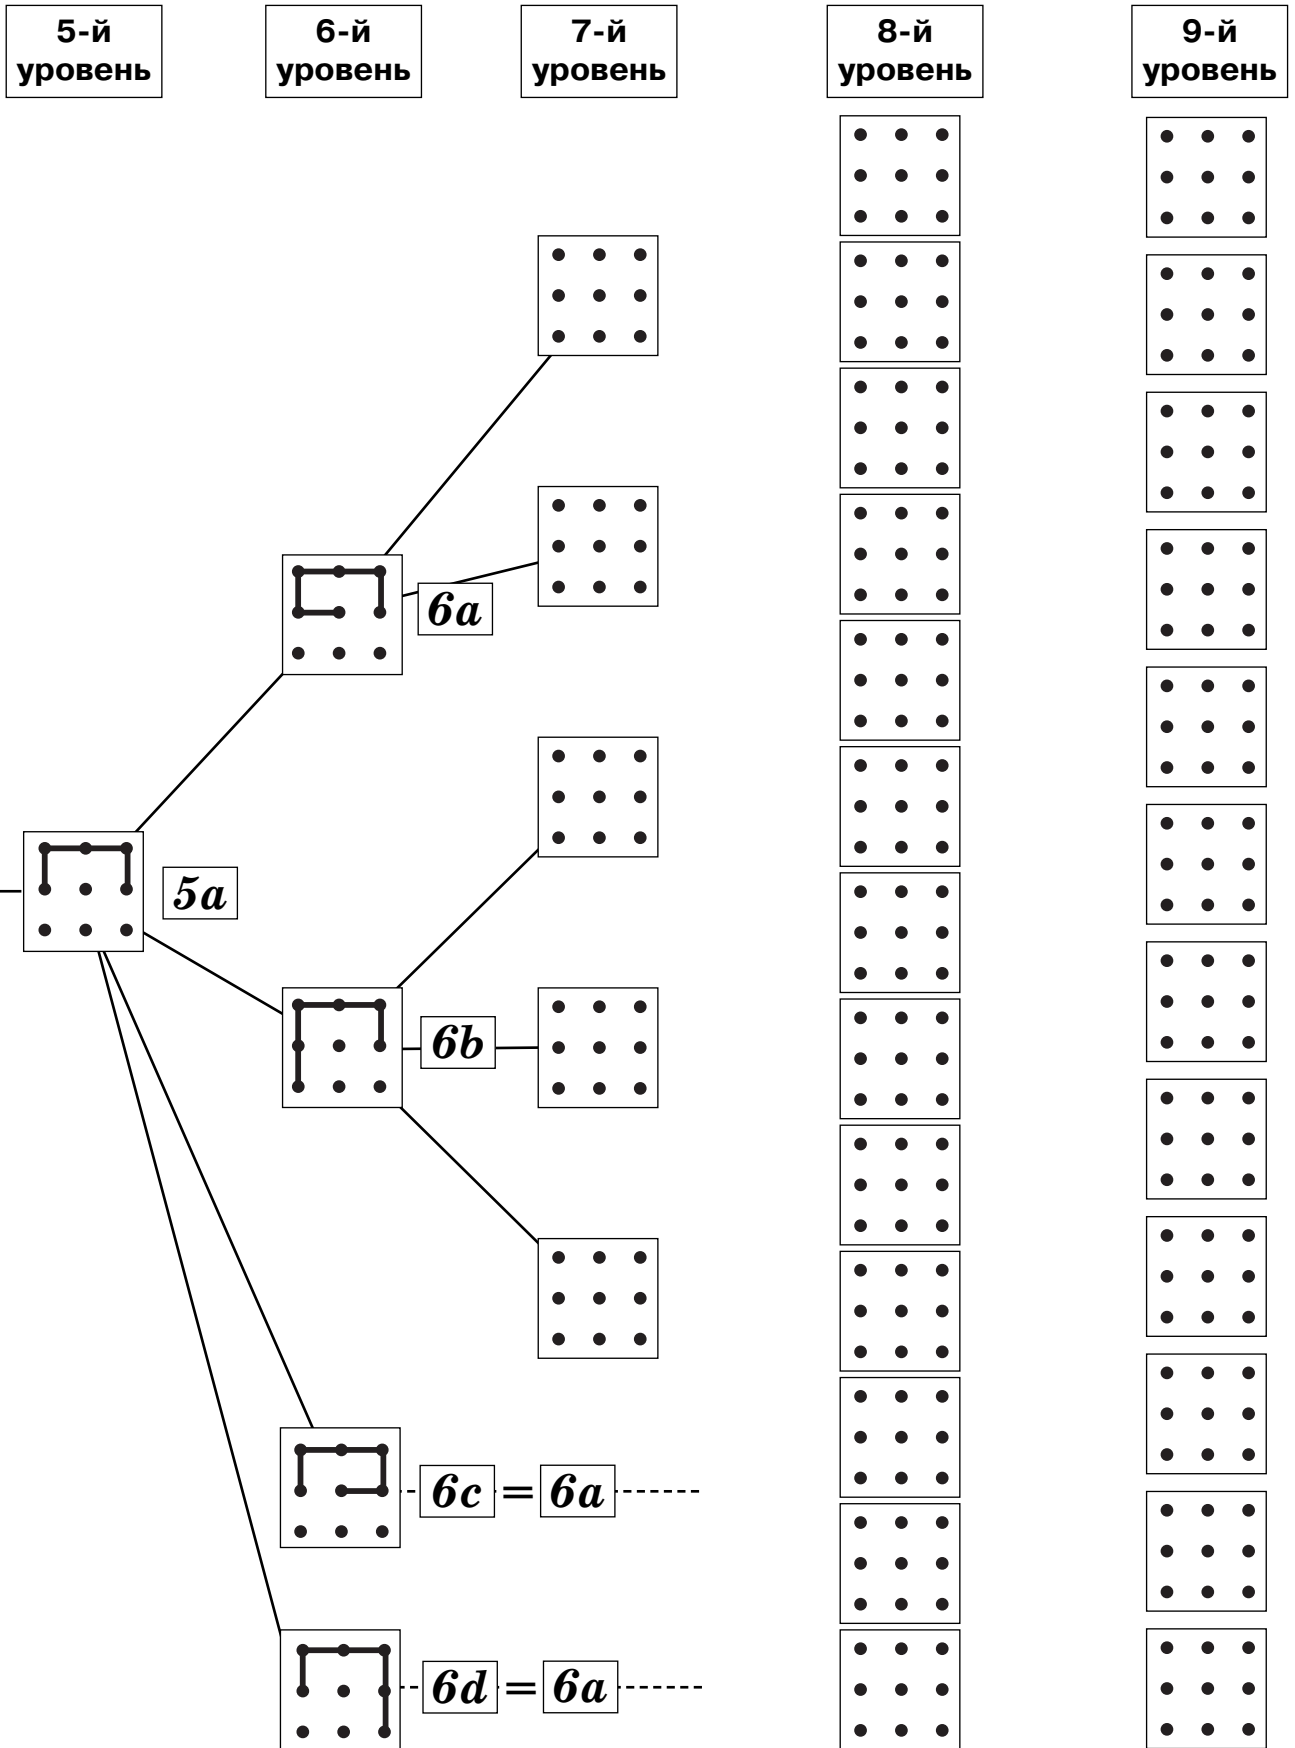 5-й
уровень
6-й
уровень
7-й
уровень
8-й
уровень
9-й
уровень
6a
5a
6b
6c = 6a
6d = 6a